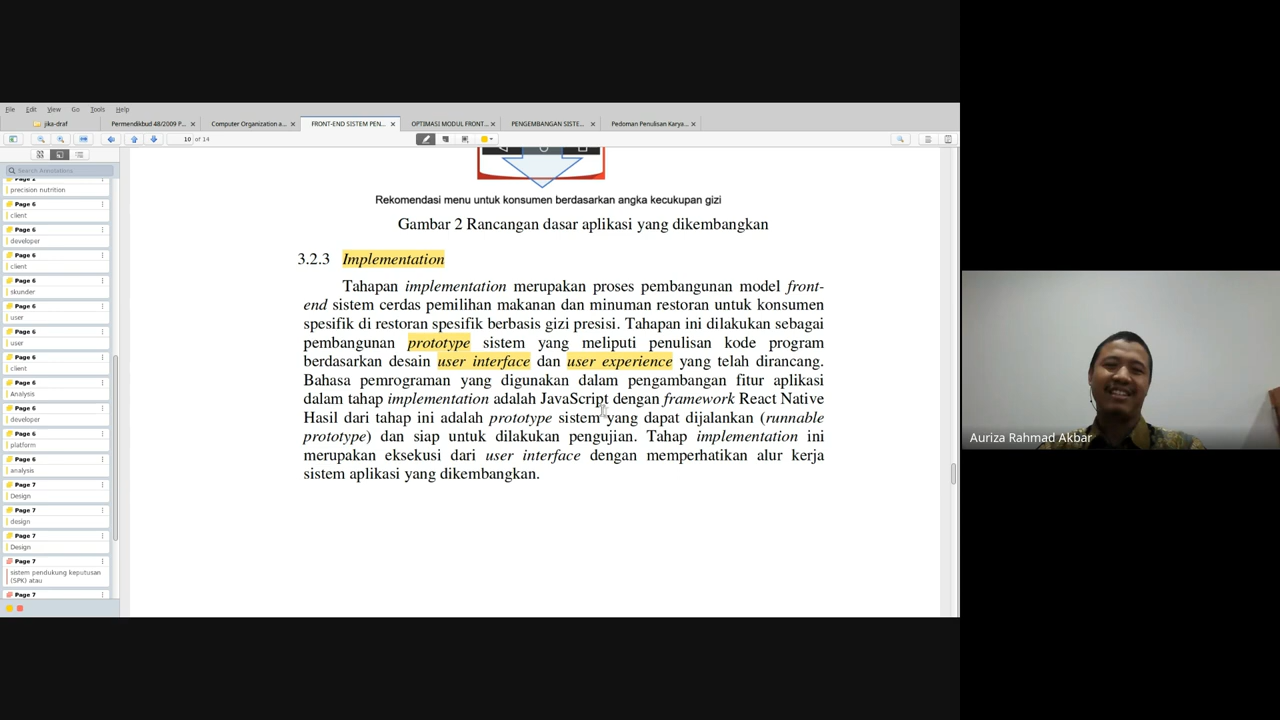 File Edit View Go Tools Help
jika-draf Permendikbud 48/2009 P... Computer Organization a... FRONT-END SISTEM PEN... OPTIMASI MODUL FRONT... PENGEMBANGAN SISTE... Pedoman Penulisan Karya...
10 of 14
Search Annotations
Page 2
precision nutrition
Page 6
client
Page 6
developer
Page 6
client
Page 6
skunder
Page 6
user
Page 6
user
Page 6
client
Page 6
Analysis
Page 6
developer
Page 6
platform
Page 6
analysis
Page 7
Design
Page 7
design
Page 7
Design
Page 7
sistem pendukung keputusan
(SPK) atau
Page 7
Rekomendasi menu untuk konsumen berdasarkan angka kecukupan gizi
Gambar 2 Rancangan dasar aplikasi yang dikembangkan
3.2.3 Implementation
Tahapan implementation merupakan proses pembangunan model front-
end sistem cerdas pemilihan makanan dan minuman restoran untuk konsumen
spesifik di restoran spesifik berbasis gizi presisi. Tahapan ini dilakukan sebagai
pembangunan prototype sistem yang meliputi penulisan kode program
berdasarkan desain user interface dan user experience yang telah dirancang.
Bahasa pemrograman yang digunakan dalam pengambangan fitur aplikasi
dalam tahap implementation adalah JavaScript dengan framework React Native
Hasil dari tahap ini adalah prototype sistem yang dapat dijalankan (runnable
prototype) dan siap untuk dilakukan pengujian. Tahap implementation ini
merupakan eksekusi dari user interface dengan memperhatikan alur kerja
sistem aplikasi yang dikembangkan.
Auriza Rahmad Akbar